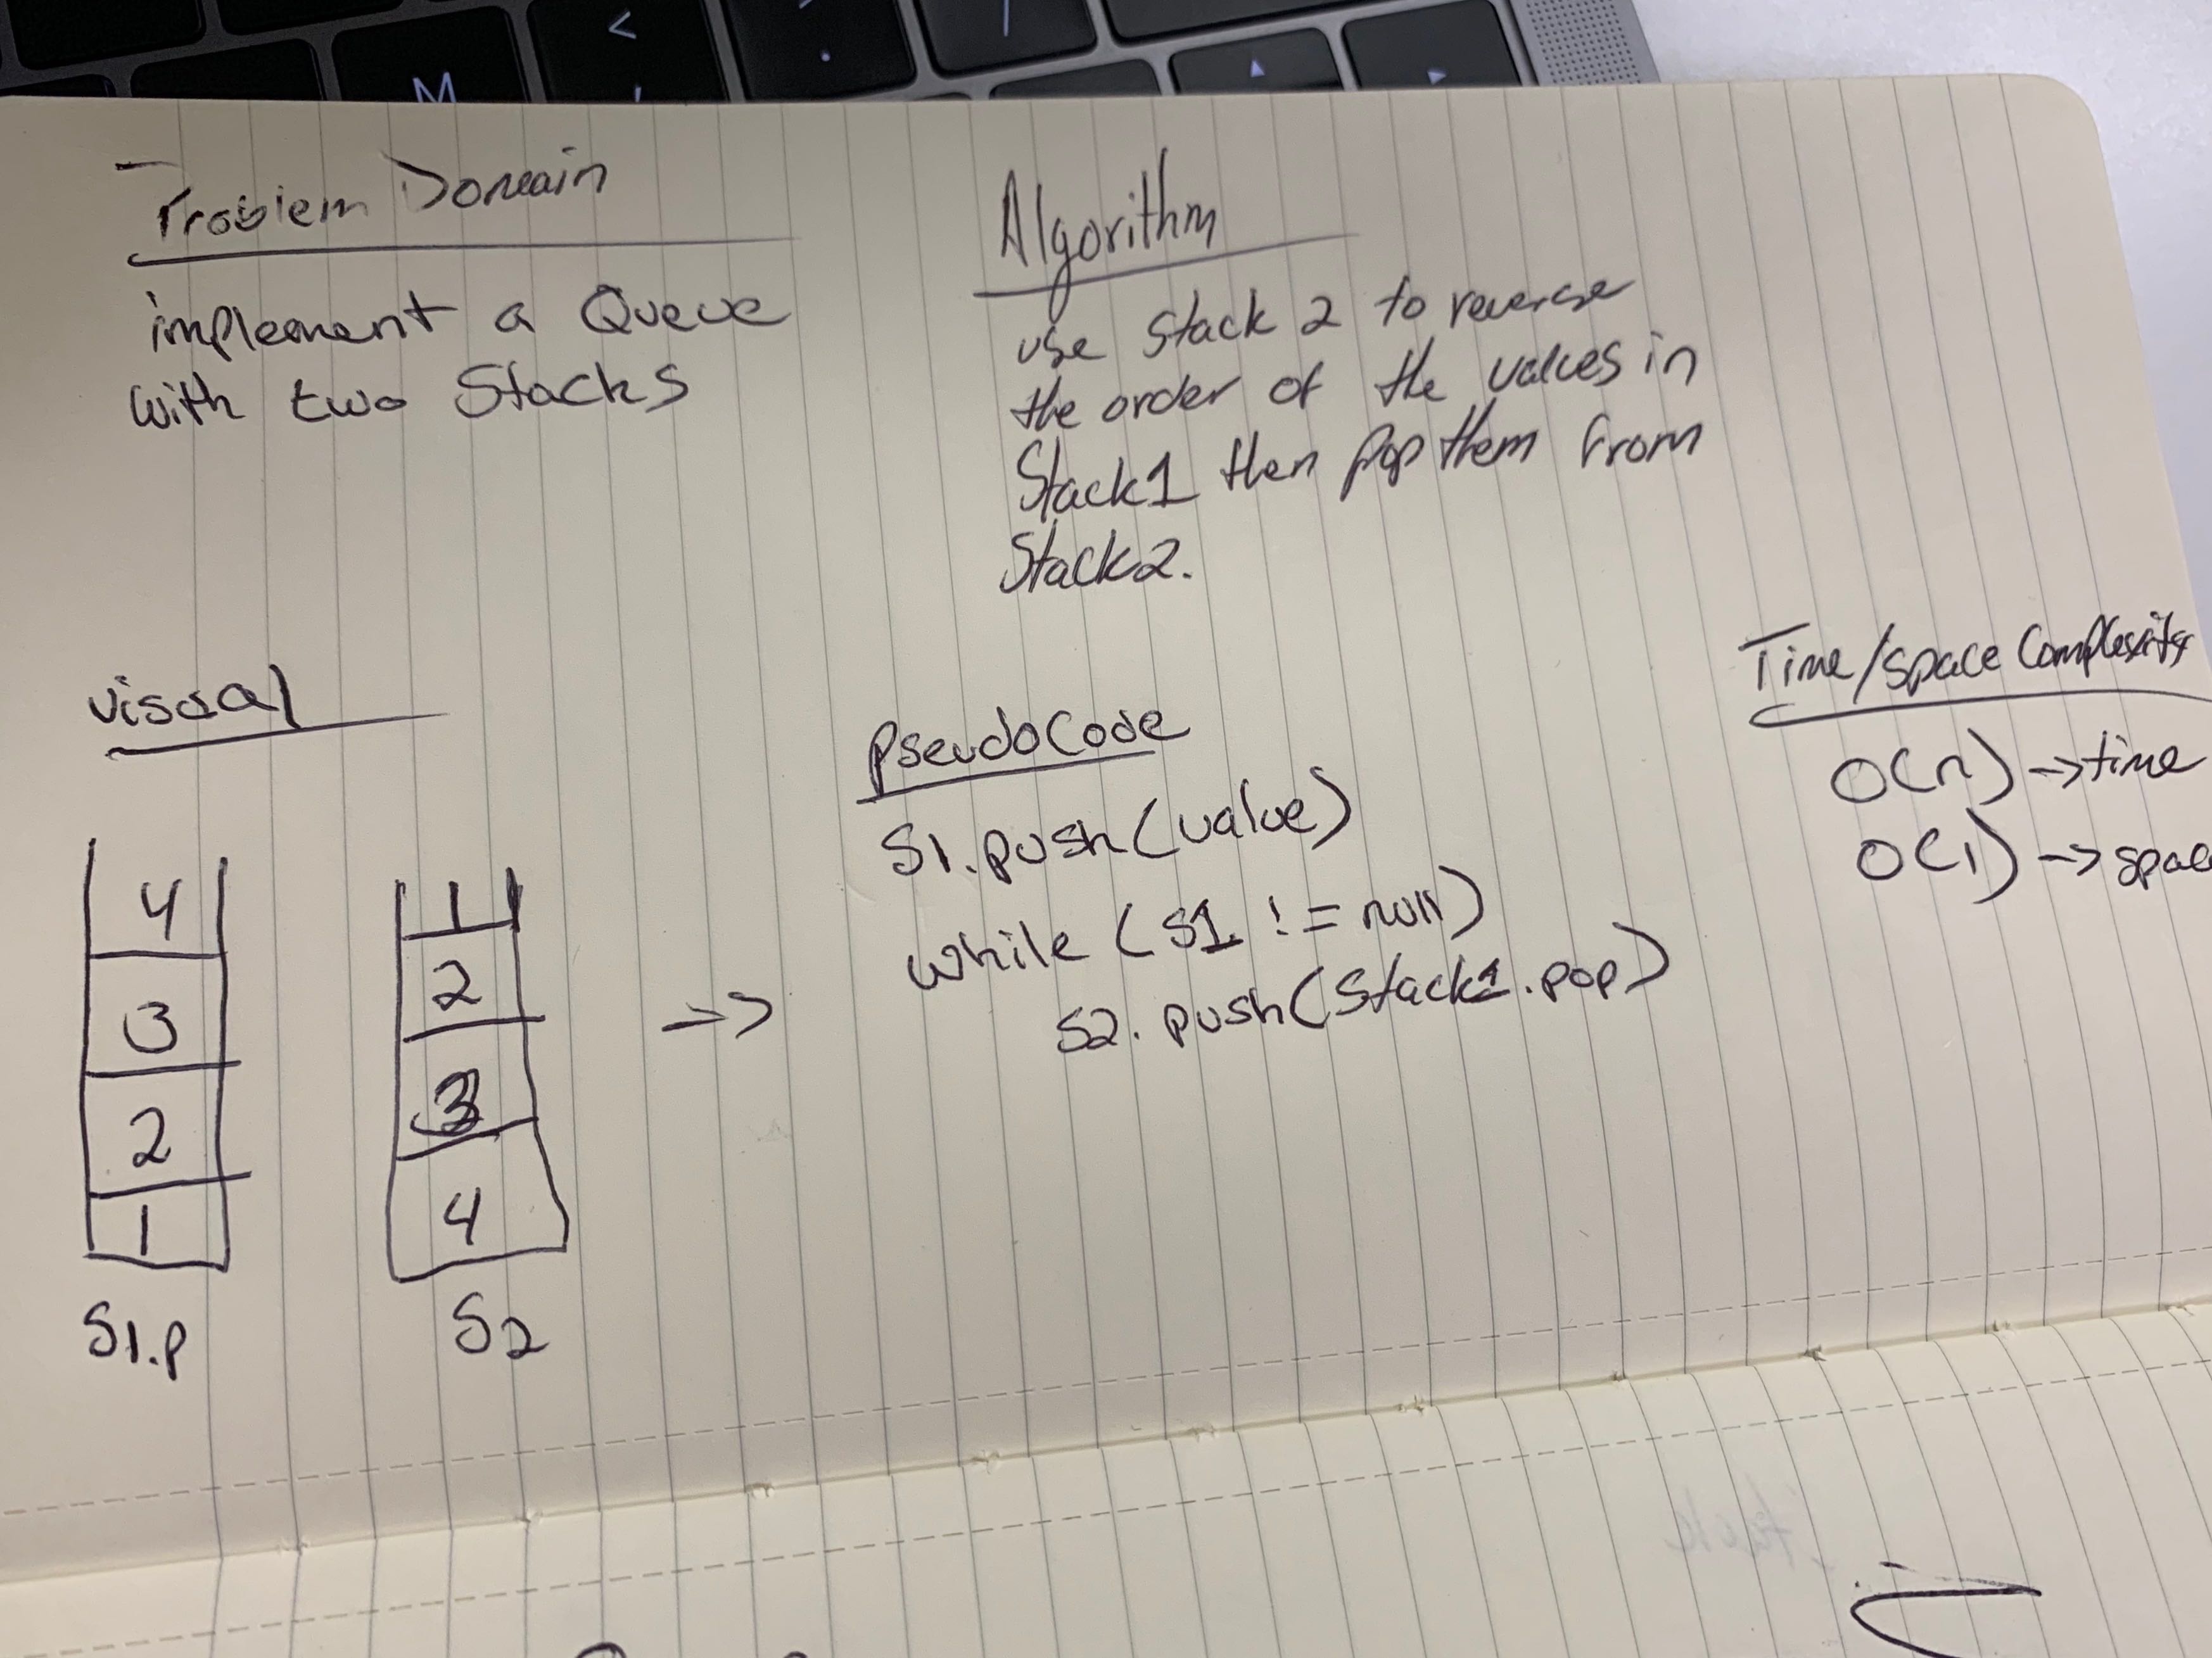 M
<
,
.
/
Problem Domain
implement a Queue
with two Stacks
Algorithm
use stack 2 to reverse
the order of the values in
Stack1 then pop them from
Stack2.
visual
4
3
2
1
S1.p
1
2
3
4
S2
->
PseudoCode
S1.push(value)
while (S1 != null)
S2.push(Stack1.pop)
Time/space Complexity
O(n) -> time
O(1) -> spac